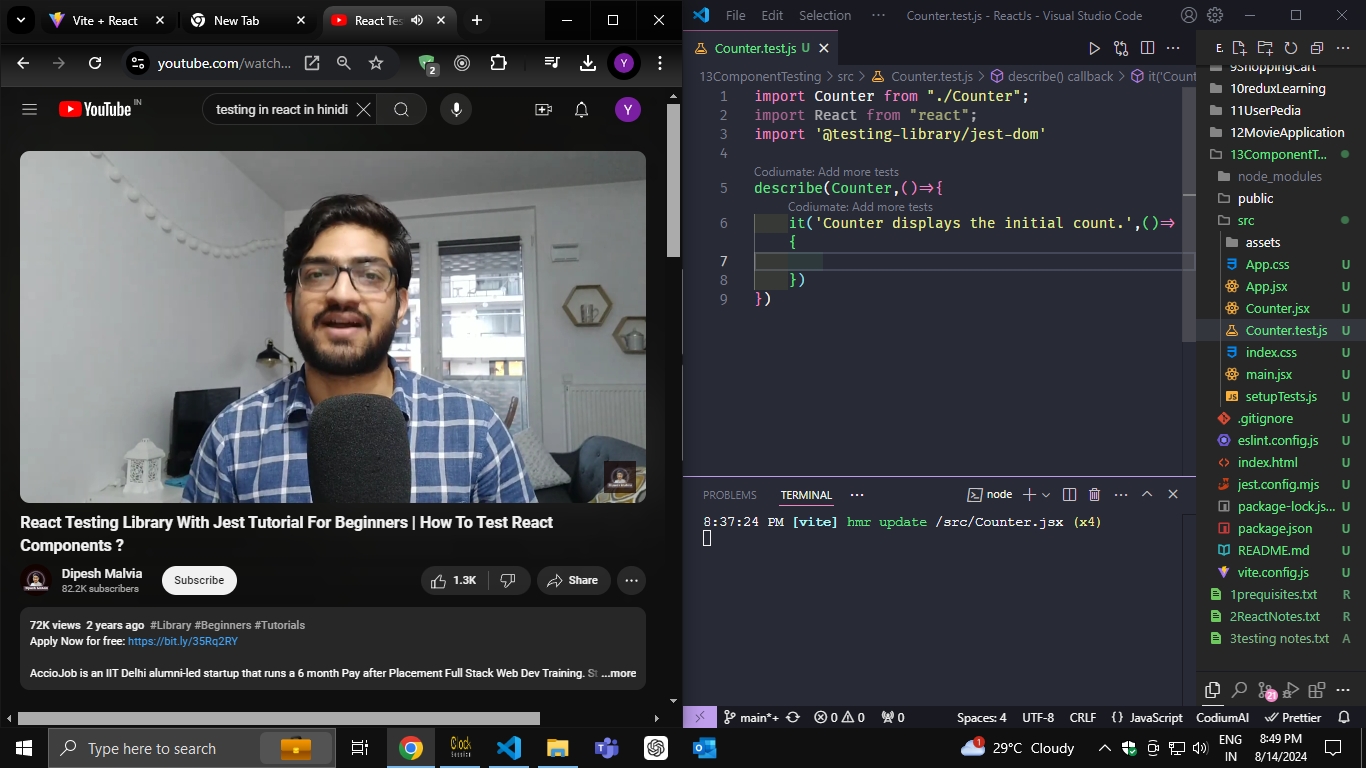 Vite + React
New Tab
React Tes
youtube.com/watch...
2
Y
YouTube IN
testing in react in hinidi
Y
React Testing Library With Jest Tutorial For Beginners | How To Test React
Components ?
Dipesh Malvia
82.2K subscribers
Subscribe
1.3K
Share
72K views 2 years ago #Library #Beginners #Tutorials
Apply Now for free: https://bit.ly/35Rq2RY
AccioJob is an IIT Delhi alumni-led startup that runs a 6 month Pay after Placement Full Stack Web Dev Training. St ...more
File Edit Selection ··· Counter.test.js - ReactJs - Visual Studio Code
Counter.test.js U
13ComponentTesting > src > Counter.test.js > describe() callback > it('Count
1 import Counter from "./Counter";
2 import React from "react";
3 import '@testing-library/jest-dom'
4
Codiumate: Add more tests
5 describe(Counter,()=>{
Codiumate: Add more tests
6 it('Counter displays the initial count.',()=>
{
7
8 })
9 })
PROBLEMS TERMINAL ··· node
8:37:24 PM [vite] hmr update /src/Counter.jsx (x4)
E.
9ShoppingCart
10reduxLearning
11UserPedia
12MovieApplication
13ComponentT...
node_modules
public
src
assets
App.css U
App.jsx U
Counter.jsx U
Counter.test.js U
index.css U
main.jsx U
JS setupTests.js U
.gitignore U
eslint.config.js U
index.html U
jest.config.mjs U
package-lock.js... U
package.json U
README.md U
vite.config.js U
1prequisites.txt R
2ReactNotes.txt R
3testing notes.txt A
21
main*+ 0 0 0 Spaces: 4 UTF-8 CRLF {} JavaScript CodiumAI Prettier
Type here to search
Clock
Session
1
29°C Cloudy
ENG
IN
8:49 PM
8/14/2024